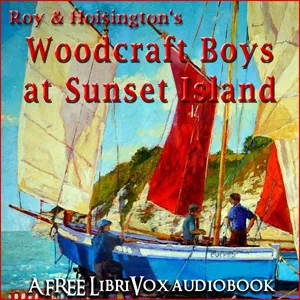 Roy & Hoisington's
Woodcraft Boys
at Sunset Island
A FREE LIBRIVOX AUDIOBOOK